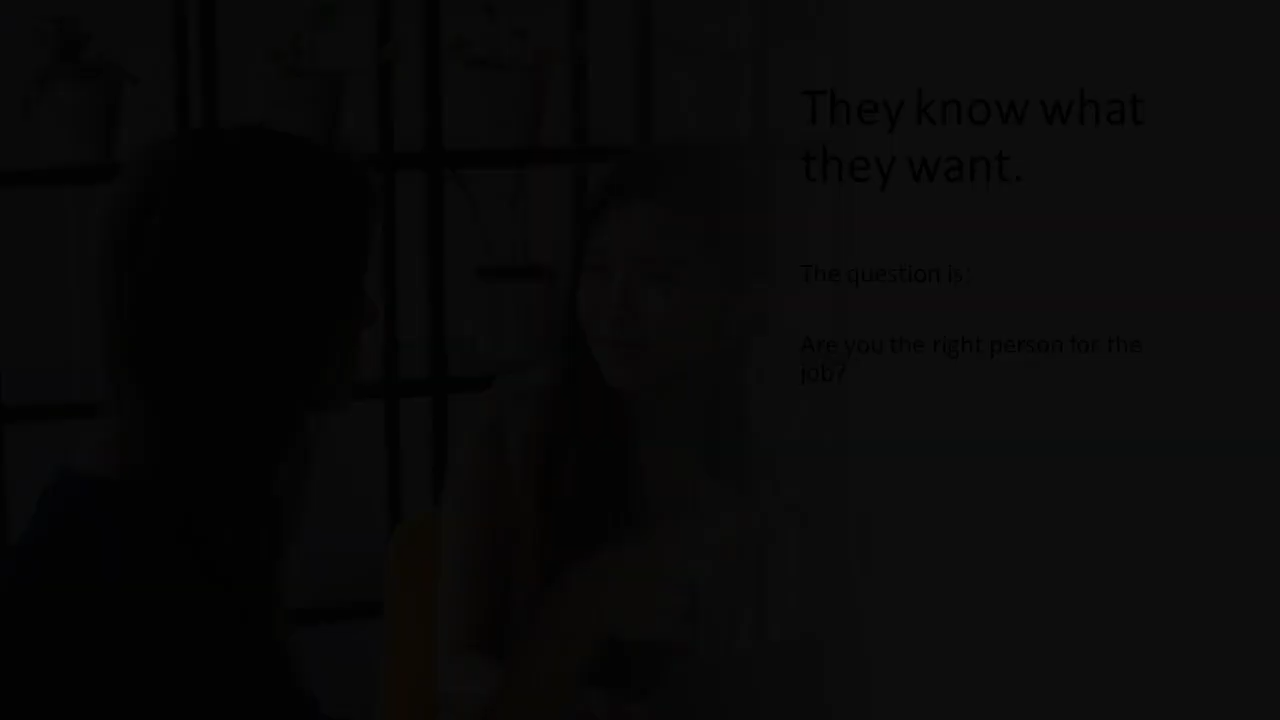 They know what
they want.
The question is:
Are you the right person for the
job?